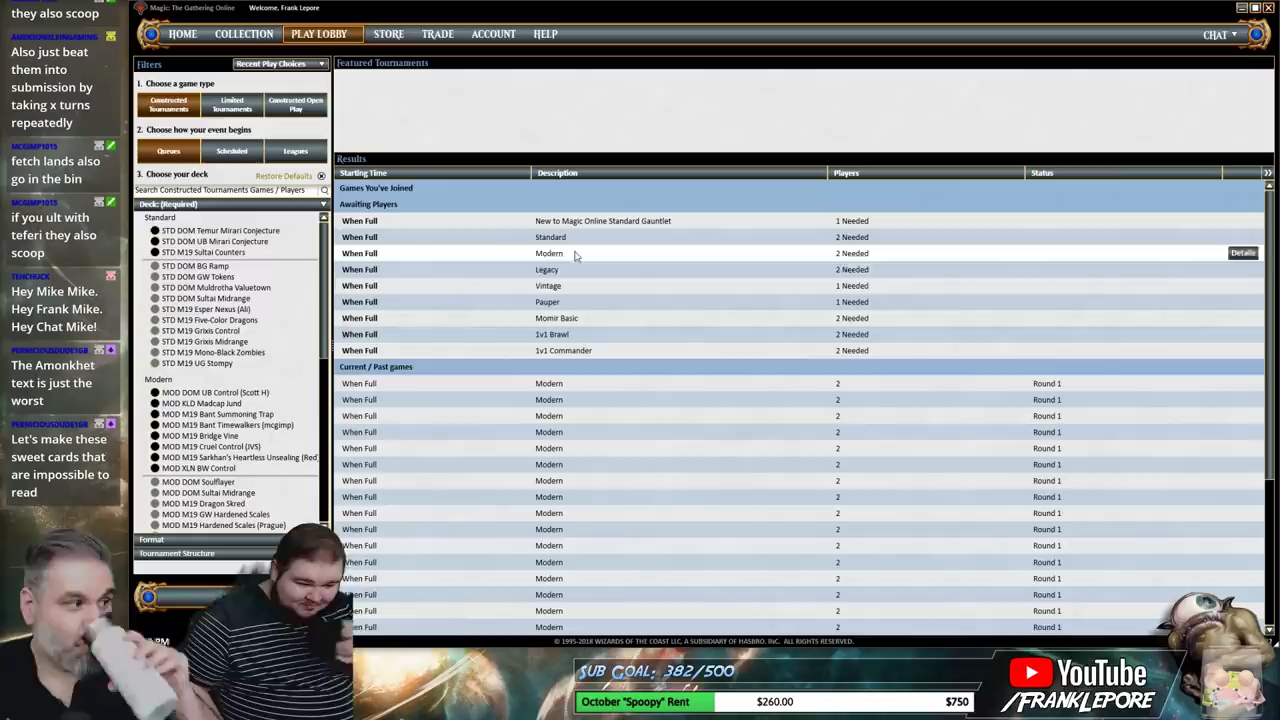 they also scoop
AMERICHKLEINGAMING
Also just beat
them into
submission by
taking x turns
repeatedly
MCGIMP1015
fetch lands also
go in the bin
MCGIMP1015
if you ult with
teferi they also
scoop
TEHCHUCK
Hey Mike Mike.
Hey Frank Mike.
Hey Chat Mike!
PERNICIOUSDUDE1GB
The Amonkhet
text is just the
worst
PERNICIOUSDUDE1GB
Let's make these
sweet cards that
are impossible to
read
Magic: The Gathering Online
Welcome, Frank Lepore
HOME COLLECTION PLAY LOBBY STORE TRADE ACCOUNT HELP
CHAT
Filters Recent Play Choices
1. Choose a game type
Constructed Tournaments
Limited Tournaments
Constructed Open Play
2. Choose how your event begins
Queues Scheduled Leagues
3. Choose your deck Restore Defaults
Search Constructed Tournaments Games / Players
Deck: (Required)
Standard
STD DOM Temur Mirari Conjecture
STD DOM UB Mirari Conjecture
STD M19 Sultai Counters
STD DOM BG Ramp
STD DOM GW Tokens
STD DOM Muldrotha Valuetown
STD DOM Sultai Midrange
STD M19 Esper Nexus (Ali)
STD M19 Five-Color Dragons
STD M19 Grixis Control
STD M19 Grixis Midrange
STD M19 Mono-Black Zombies
STD M19 UG Stompy
Modern
MOD DOM UB Control (Scott H)
MOD KLD Madcap Jund
MOD M19 Bant Summoning Trap
MOD M19 Bant Timewalkers (mcgimp)
MOD M19 Bridge Vine
MOD M19 Cruel Control (JVS)
MOD M19 Sarkhan's Heartless Unsealing (Red
MOD XLN BW Control
MOD DOM Soulflayer
MOD DOM Sultai Midrange
MOD M19 Dragon Skred
MOD M19 GW Hardened Scales
MOD M19 Hardened Scales (Prague)
Format
Tournament Structure
Featured Tournaments
Results
Starting Time Description Players Status
Games You've Joined
Awaiting Players
When Full New to Magic Online Standard Gauntlet 1 Needed
When Full Standard 2 Needed
When Full Modern 2 Needed Details
When Full Legacy 2 Needed
When Full Vintage 1 Needed
When Full Pauper 1 Needed
When Full Momir Basic 2 Needed
When Full 1v1 Brawl 2 Needed
When Full 1v1 Commander 2 Needed
Current / Past games
When Full Modern 2 Round 1
When Full Modern 2 Round 1
When Full Modern 2 Round 1
When Full Modern 2 Round 1
When Full Modern 2 Round 1
When Full Modern 2 Round 1
When Full Modern 2 Round 1
When Full Modern 2 Round 1
When Full Modern 2 Round 1
When Full Modern 2 Round 1
When Full Modern 2 Round 1
When Full Modern 2 Round 1
When Full Modern 2 Round 1
When Full Modern 2 Round 1
Full Modern 2 Round 1
Full Modern 2 Round 1
© 1995-2018 WIZARDS OF THE COAST LLC, A SUBSIDIARY OF HASBRO, INC. ALL RIGHTS RESERVED.
SUB GOAL: 382/500
October "Spoopy" Rent $260.00 $750
YouTube
/FRANKLEPORE